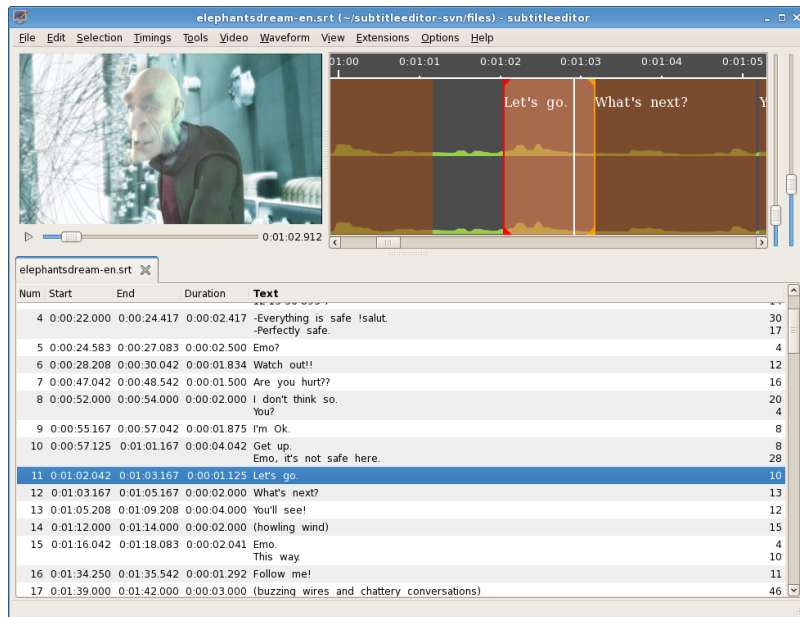 elephantsdream-en.srt (~/subtitleeditor-svn/files) - subtitleeditor
File Edit Selection Timings Tools Video Waveform View Extensions Options Help
01:00 0:01:01 0:01:02 0:01:03 0:01:04 0:01:05
Let's go. What's next? Y
0:01:02.912
elephantsdream-en.srt
Num Start End Duration Text
4 0:00:22.000 0:00:24.417 0:00:02.417 -Everything is safe !salut. 30
-Perfectly safe. 17
5 0:00:24.583 0:00:27.083 0:00:02.500 Emo? 4
6 0:00:28.208 0:00:30.042 0:00:01.834 Watch out!! 12
7 0:00:47.042 0:00:48.542 0:00:01.500 Are you hurt?? 16
8 0:00:52.000 0:00:54.000 0:00:02.000 I don't think so. 20
You? 4
9 0:00:55.167 0:00:57.042 0:00:01.875 I'm Ok. 8
10 0:00:57.125 0:01:01.167 0:00:04.042 Get up. 8
Emo, it's not safe here. 28
11 0:01:02.042 0:01:03.167 0:00:01.125 Let's go. 10
12 0:01:03.167 0:01:05.167 0:00:02.000 What's next? 13
13 0:01:05.208 0:01:09.208 0:00:04.000 You'll see! 12
14 0:01:12.000 0:01:14.000 0:00:02.000 (howling wind) 15
15 0:01:16.042 0:01:18.083 0:00:02.041 Emo. 4
This way. 10
16 0:01:34.250 0:01:35.542 0:00:01.292 Follow me! 11
17 0:01:39.000 0:01:42.000 0:00:03.000 (buzzing wires and chattery conversations) 46